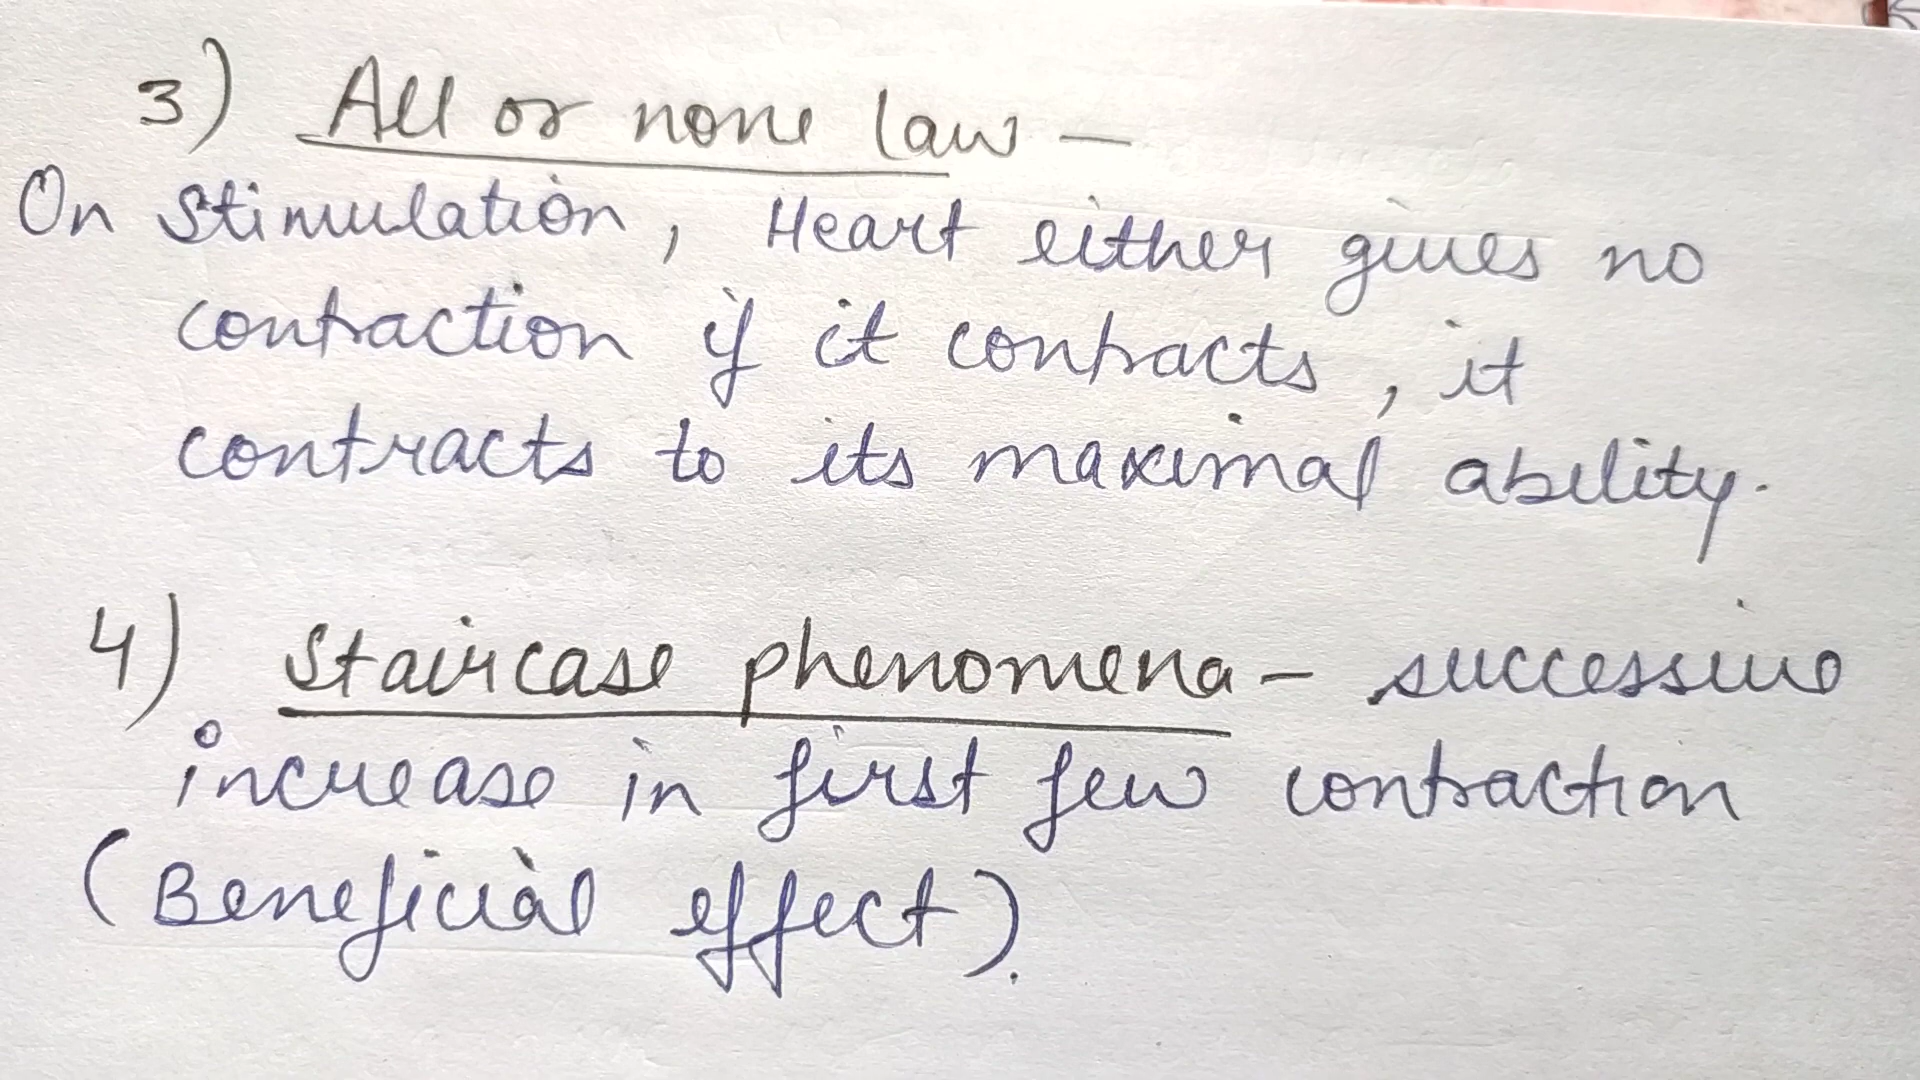 3) All or none law -
On Stimulation, Heart either gives no
contraction if it contracts, it
contracts to its maximal ability.
4) Staircase phenomena - successive
increase in first few contraction
(Beneficial effect).